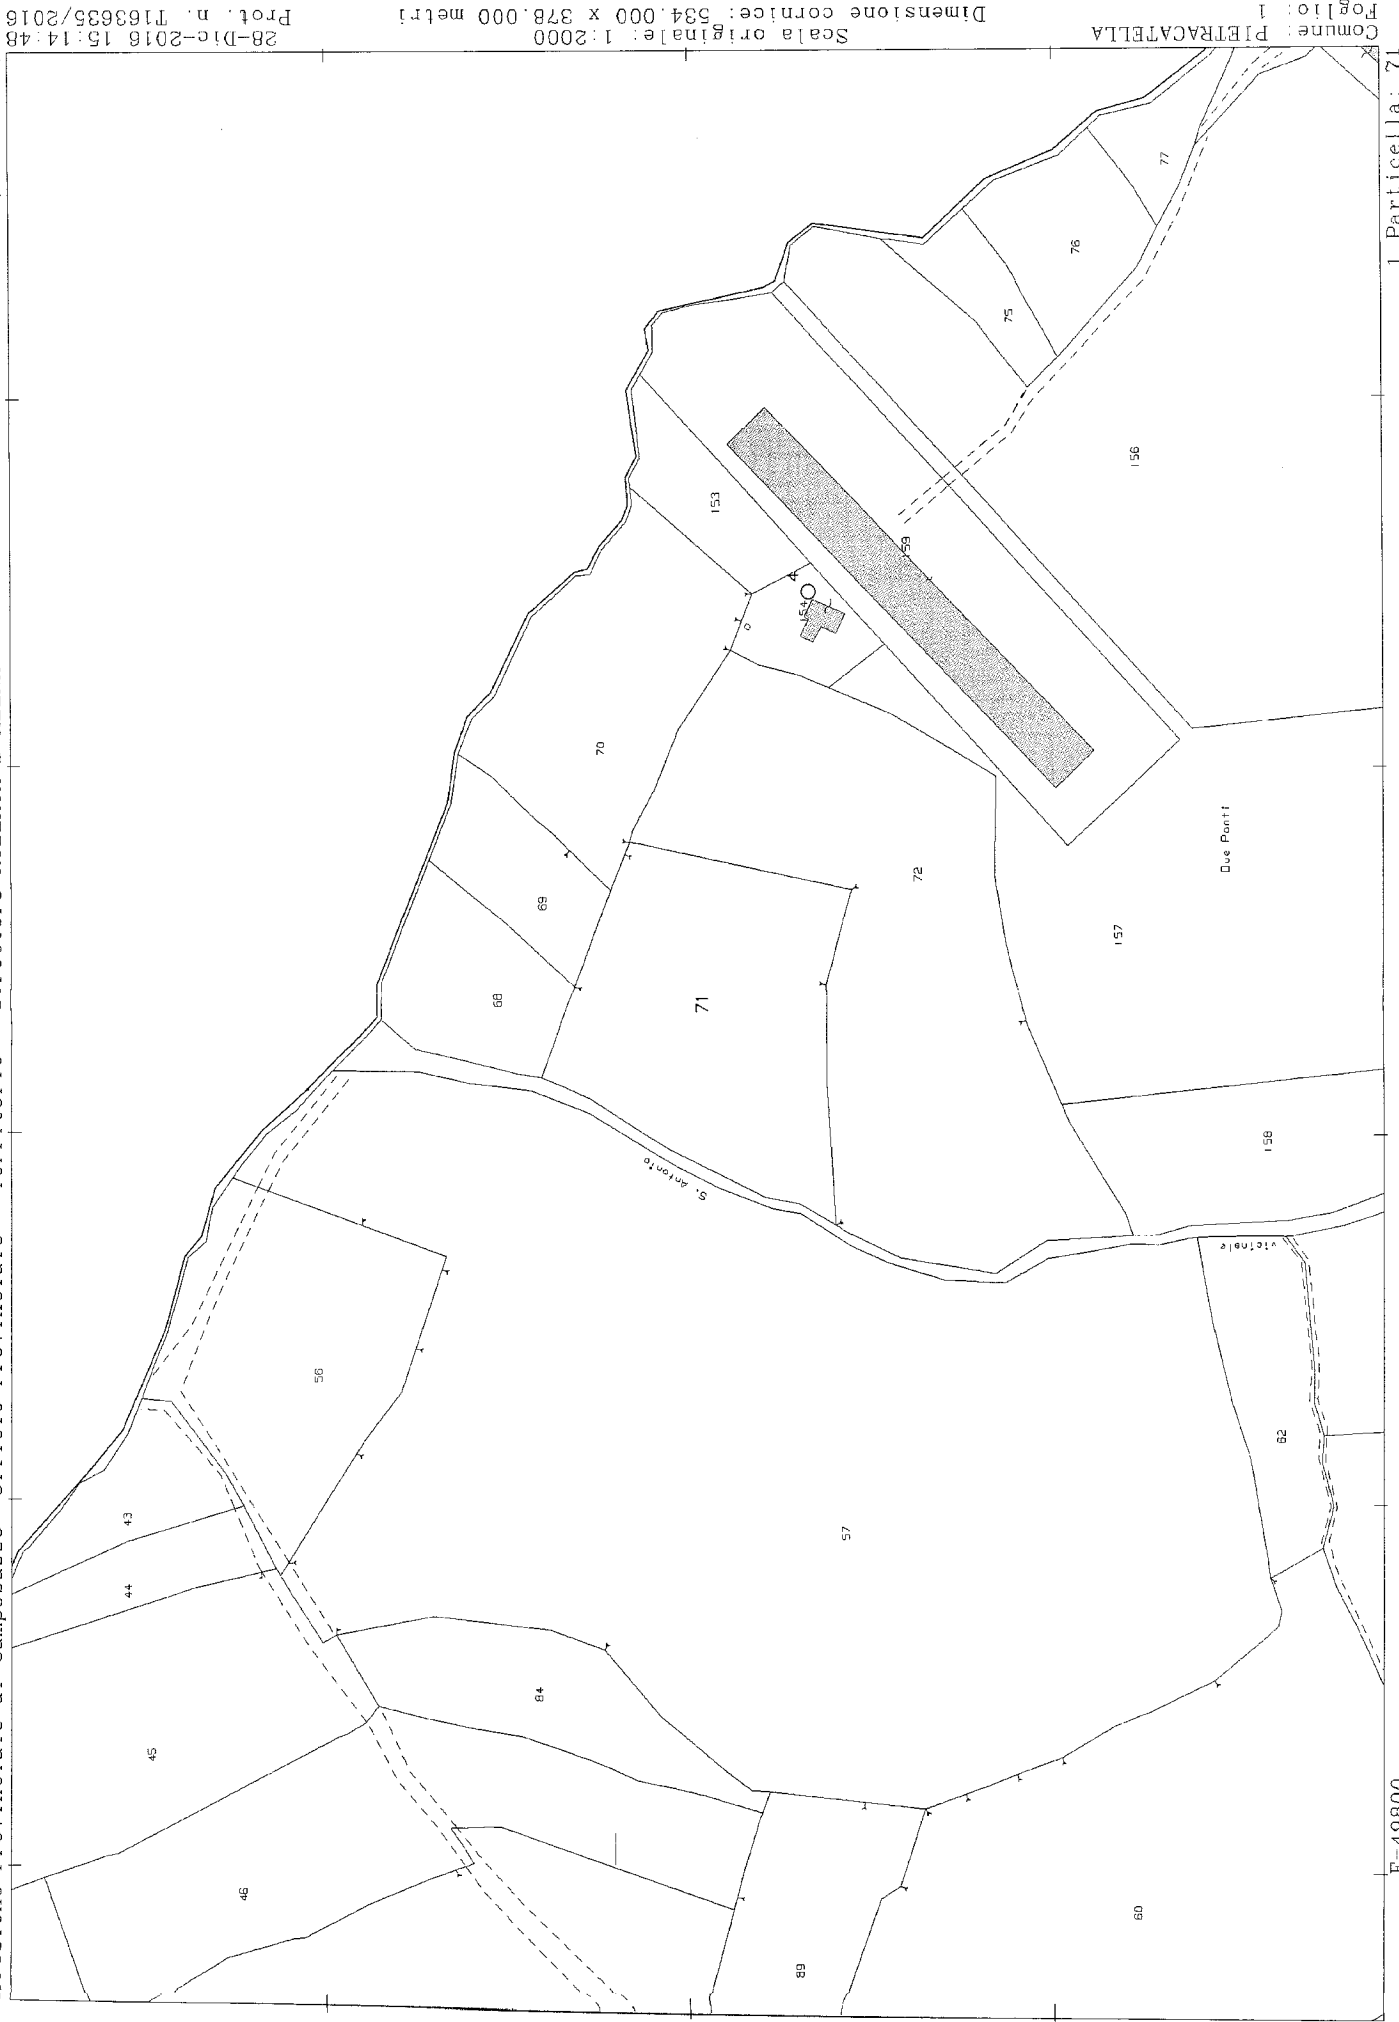 Comune: PIETRACATELLA
Foglio: 1
Scala originale: 1:2000
Dimensione cornice: 534.000 x 378.000 metri
28-Dic-2016 15:14:48
Prot. n. T163635/2016
1 Particella: 71
77
76
75
156
153
159
154
70
69
68
71
72
157
Due Ponti
158
S. Antonio
vicinale
56
62
57
43
44
45
46
84
89
60